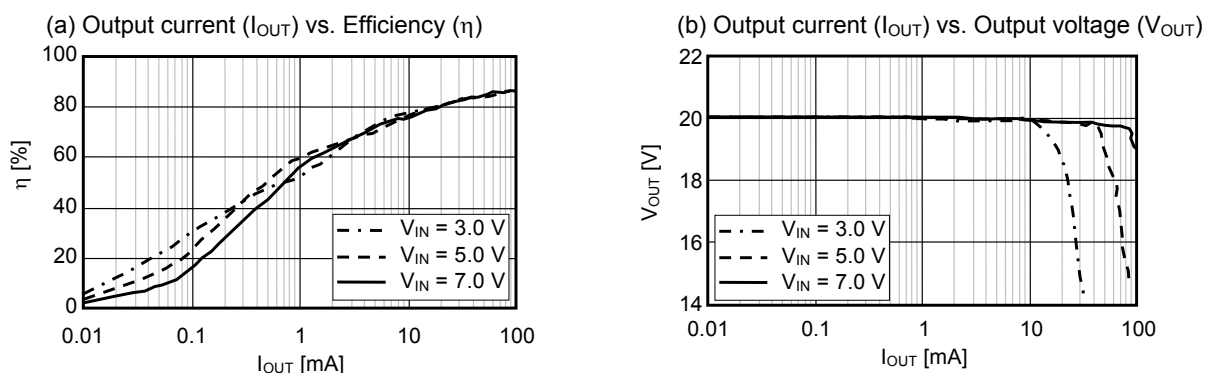 (a) Output current (IOUT) vs. Efficiency (η)
100
80
60
40
20
0
η [%]
VIN = 3.0 V
VIN = 5.0 V
VIN = 7.0 V
0.01
0.1
1
10
100
IOUT [mA]
(b) Output current (IOUT) vs. Output voltage (VOUT)
22
20
18
16
14
VOUT [V]
VIN = 3.0 V
VIN = 5.0 V
VIN = 7.0 V
0.01
0.1
1
10
100
IOUT [mA]